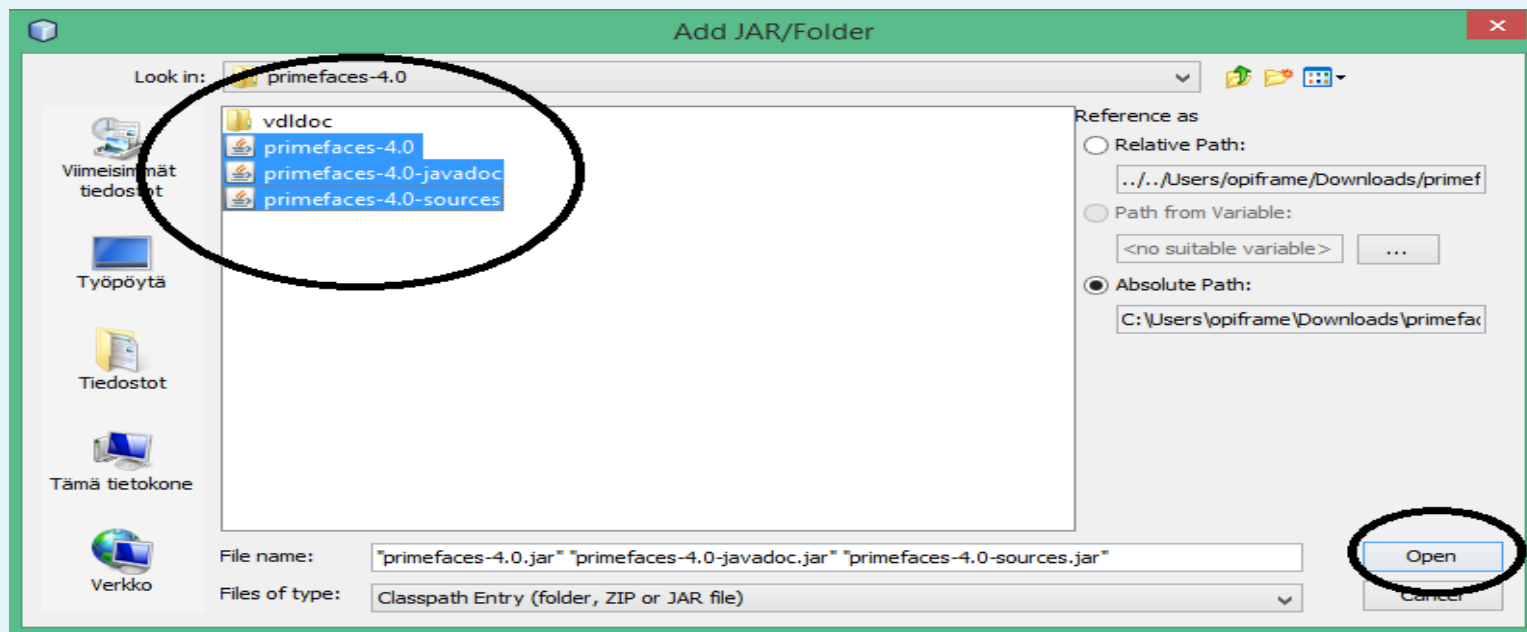 Add JAR/Folder
Look in:
primefaces-4.0
Viimeisimmät
tiedostot
Työpöytä
Tiedostot
Tämä tietokone
Verkko
vdldoc
primefaces-4.0
primefaces-4.0-javadoc
primefaces-4.0-sources
Reference as
Relative Path:
../../Users/opiframe/Downloads/primef
Path from Variable:
<no suitable variable>
...
Absolute Path:
C:\Users\opiframe\Downloads\primefac
File name:
"primefaces-4.0.jar" "primefaces-4.0-javadoc.jar" "primefaces-4.0-sources.jar"
Open
Files of type:
Classpath Entry (folder, ZIP or JAR file)
Cancel